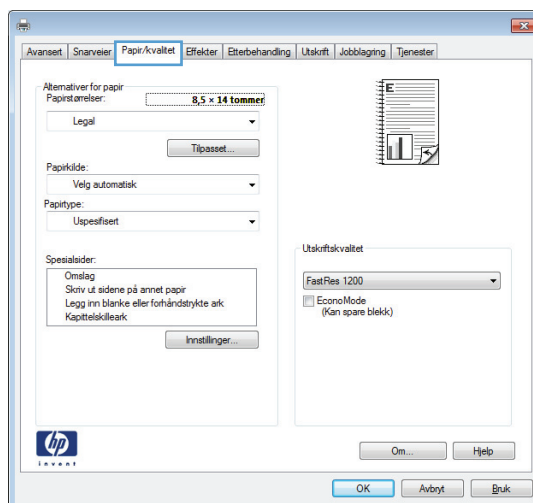 Avansert Snarveier Papir/kvalitet Effekter Etterbehandling Utskrift Jobblagring Tjenester
Alternativer for papir
Papirstørrelser: 8,5 × 14 tommer
Legal
Tilpasset...
Papirkilde:
Velg automatisk
Papirtype:
Uspesifisert
Spesialsider:
Omslag
Skriv ut sidene på annet papir
Legg inn blanke eller forhåndstrykte ark
Kapittelskilleark
Innstillinger...
E
Utskriftskvalitet
FastRes 1200
EconoMode
(Kan spare blekk)
hp
invent
Om... Hjelp
OK Avbryt Bruk